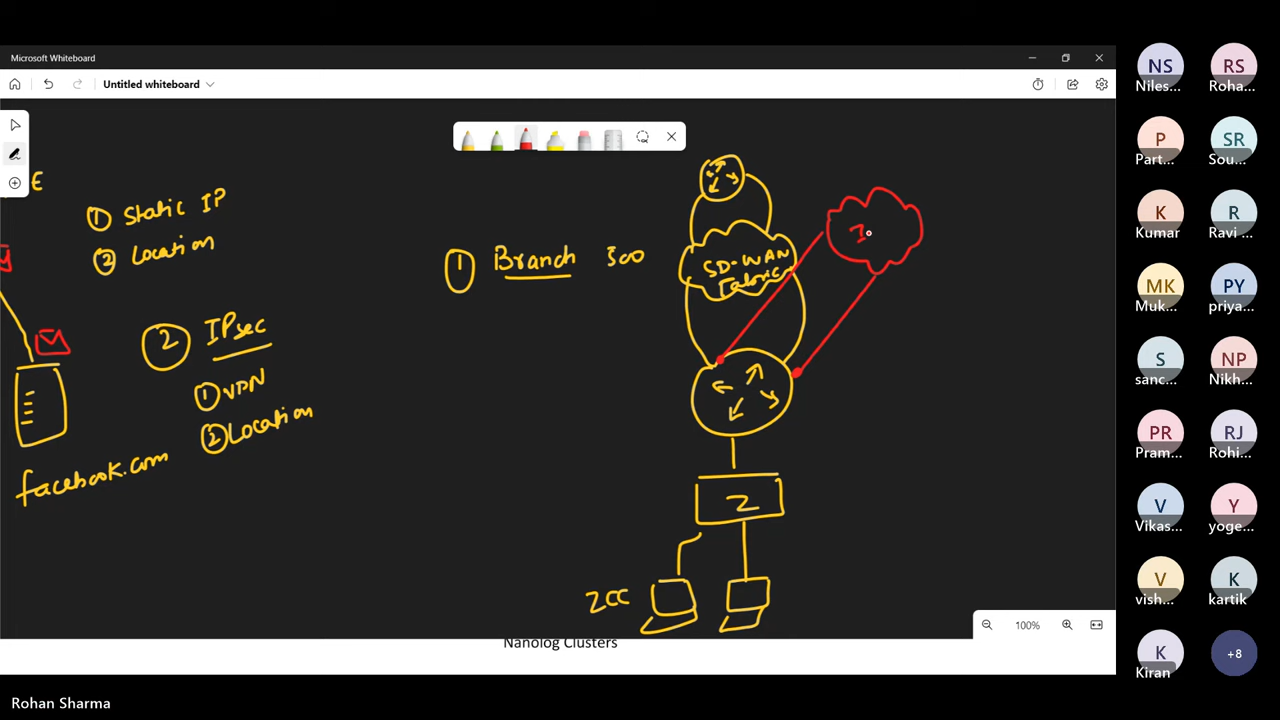 Microsoft Whiteboard
Untitled whiteboard
E
① Static IP
② Location
② IPsec
① VPN
② Location
facebook.com
① Branch 500
SD-WAN
Fabric
2
ZCC
100%
Nanolog Clusters
Rohan Sharma
NS
Niles...
RS
Roha...
P
Part...
SR
Sou...
K
Kumar
R
Ravi ...
MK
Muk...
PY
priya...
S
sanc...
NP
Nikh...
PR
Pram...
RJ
Rohi...
V
Vikas...
Y
yoge...
V
vish...
K
kartik
K
Kiran
+8